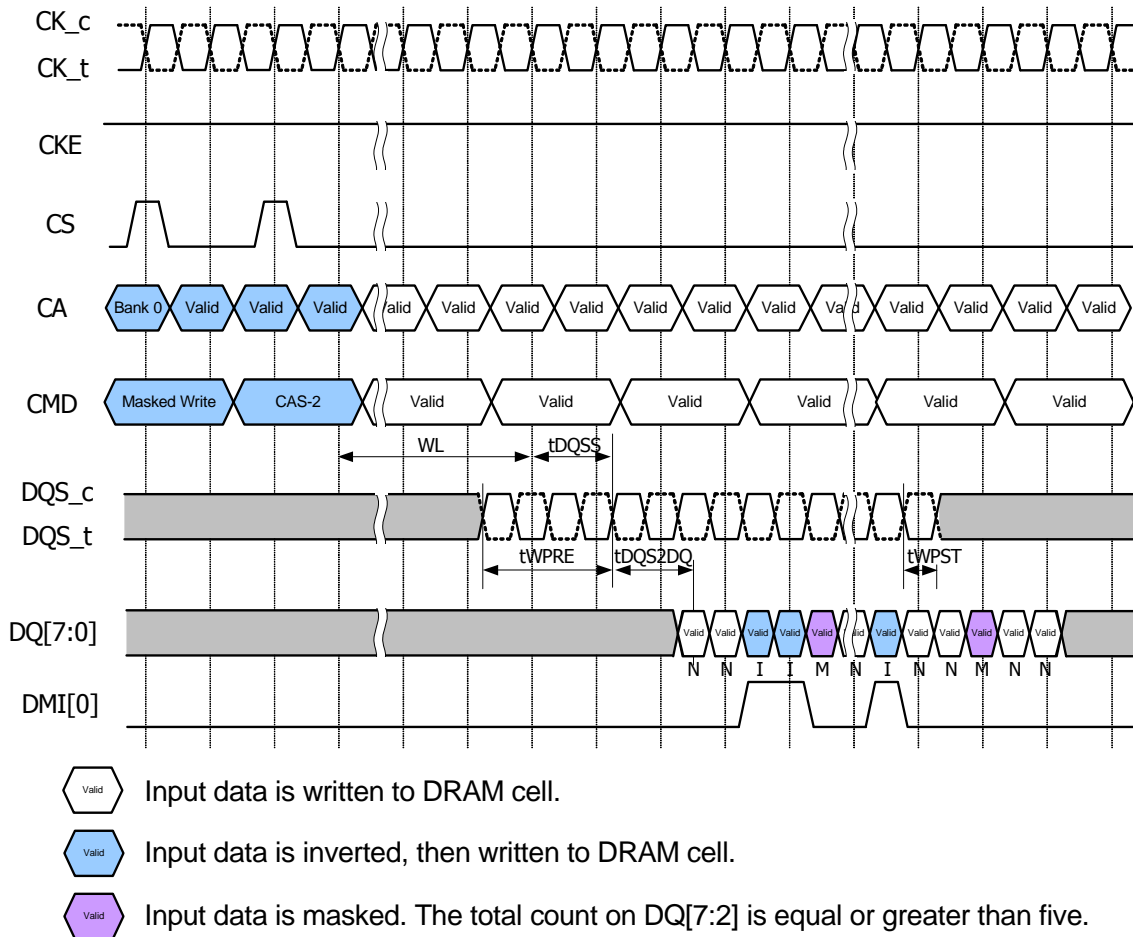 CK_c
CK_t
CKE
CS
CA Bank 0 Valid Valid Valid Valid Valid Valid Valid Valid Valid Valid Valid Valid Valid Valid Valid
CMD Masked Write CAS-2 Valid Valid Valid Valid Valid Valid
WL tDQSS
DQS_c
DQS_t
tWPRE tDQS2DQ tWPST
DQ[7:0] Valid Valid Valid Valid Valid Valid Valid Valid Valid Valid Valid Valid
N N I I M N I N N M N N
DMI[0]
Valid Input data is written to DRAM cell.
Valid Input data is inverted, then written to DRAM cell.
Valid Input data is masked. The total count on DQ[7:2] is equal or greater than five.